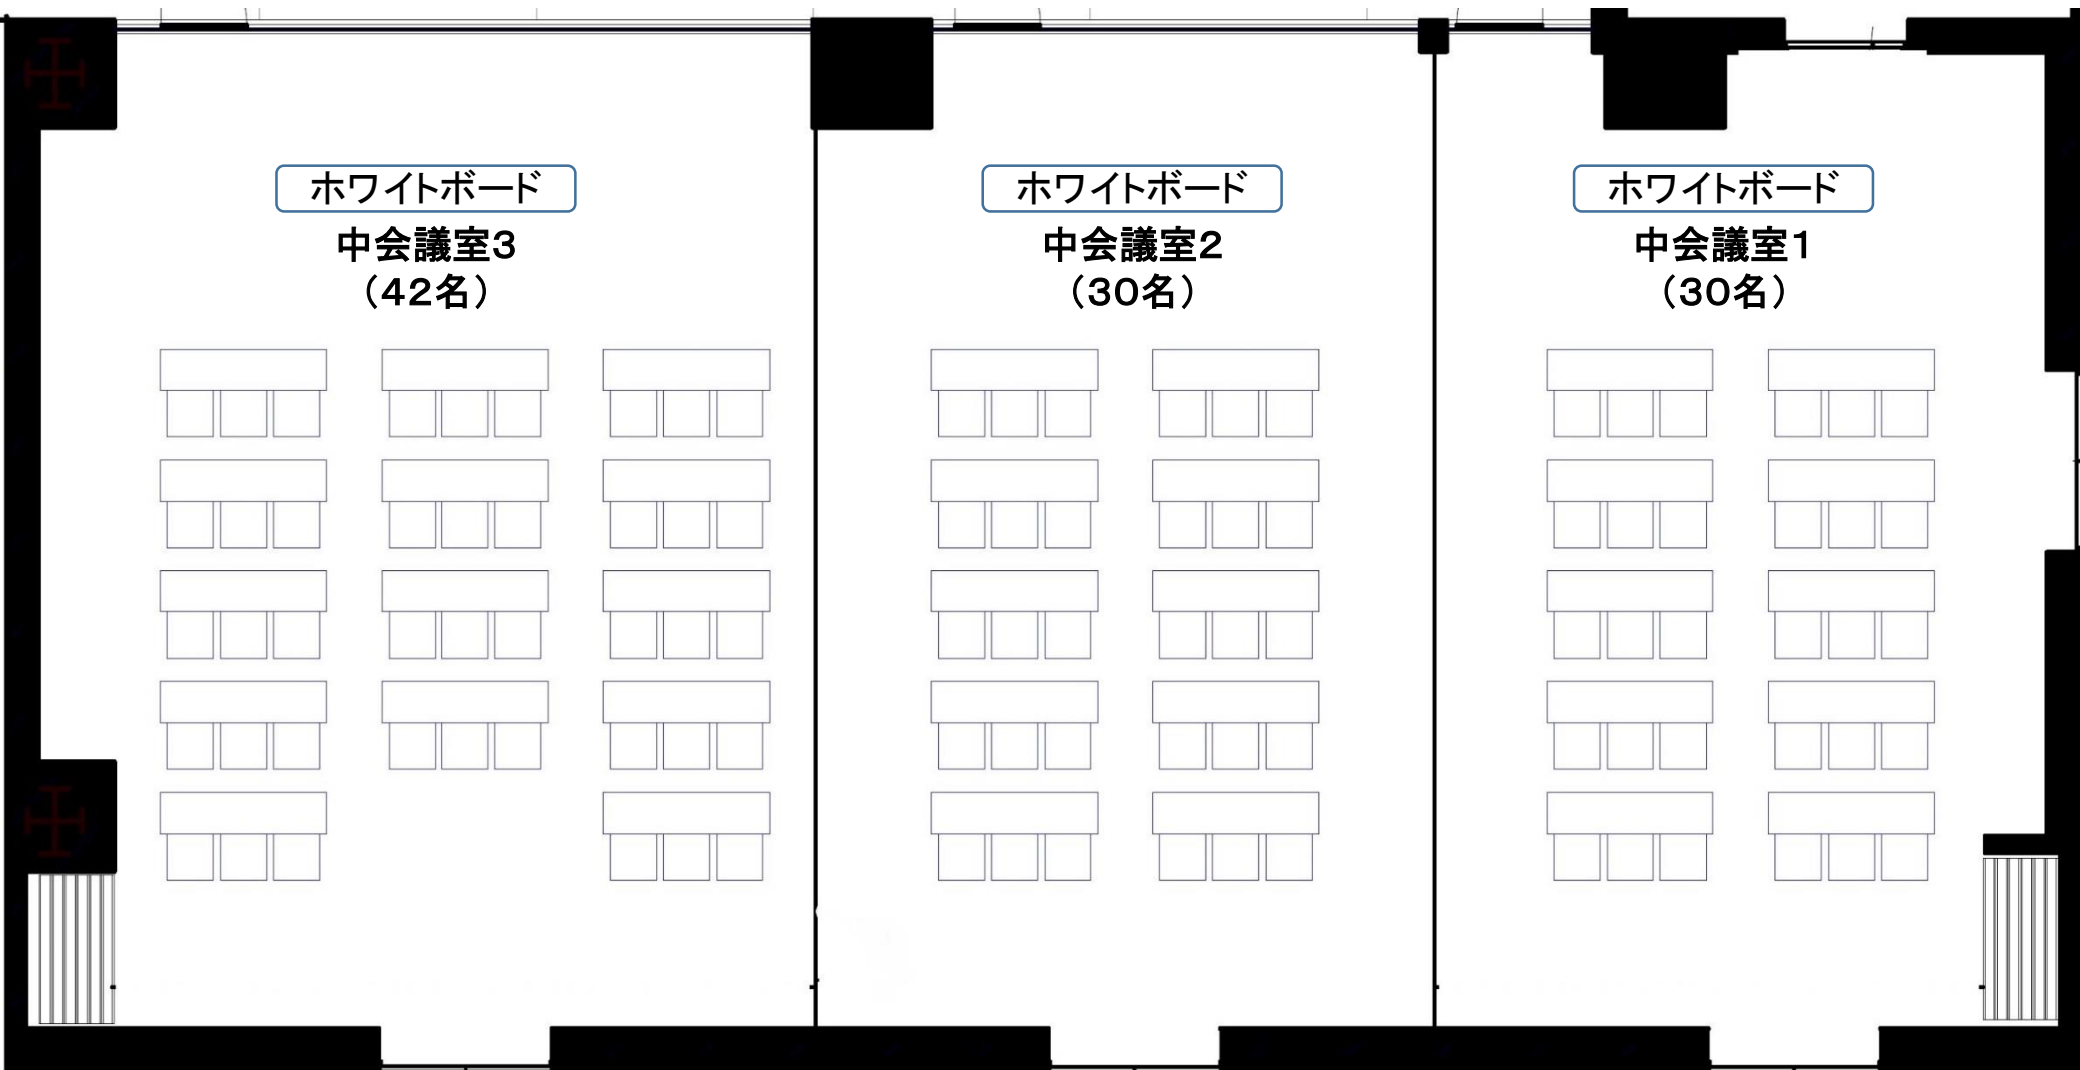 ホワイトボード
中会議室3
（42名）
ホワイトボード
中会議室2
（30名）
ホワイトボード
中会議室1
（30名）